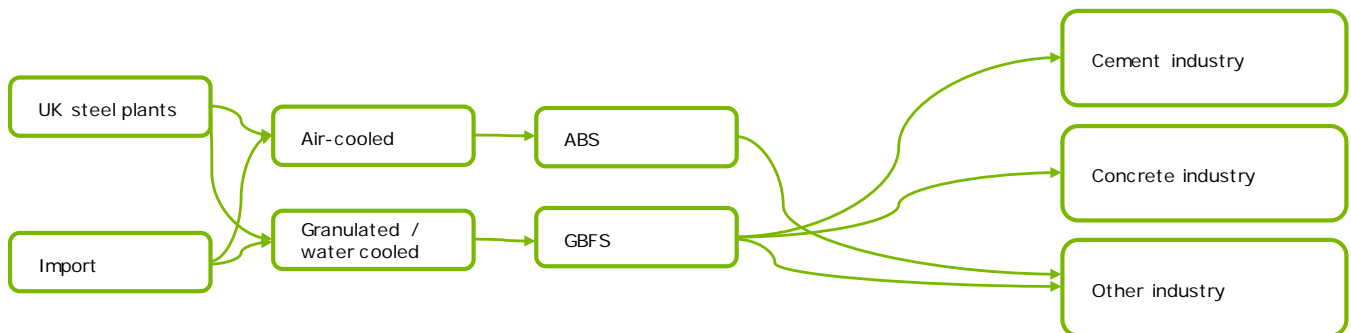 UK steel plants
Import
Air-cooled
Granulated /
water cooled
ABS
GBFS
Cement industry
Concrete industry
Other industry